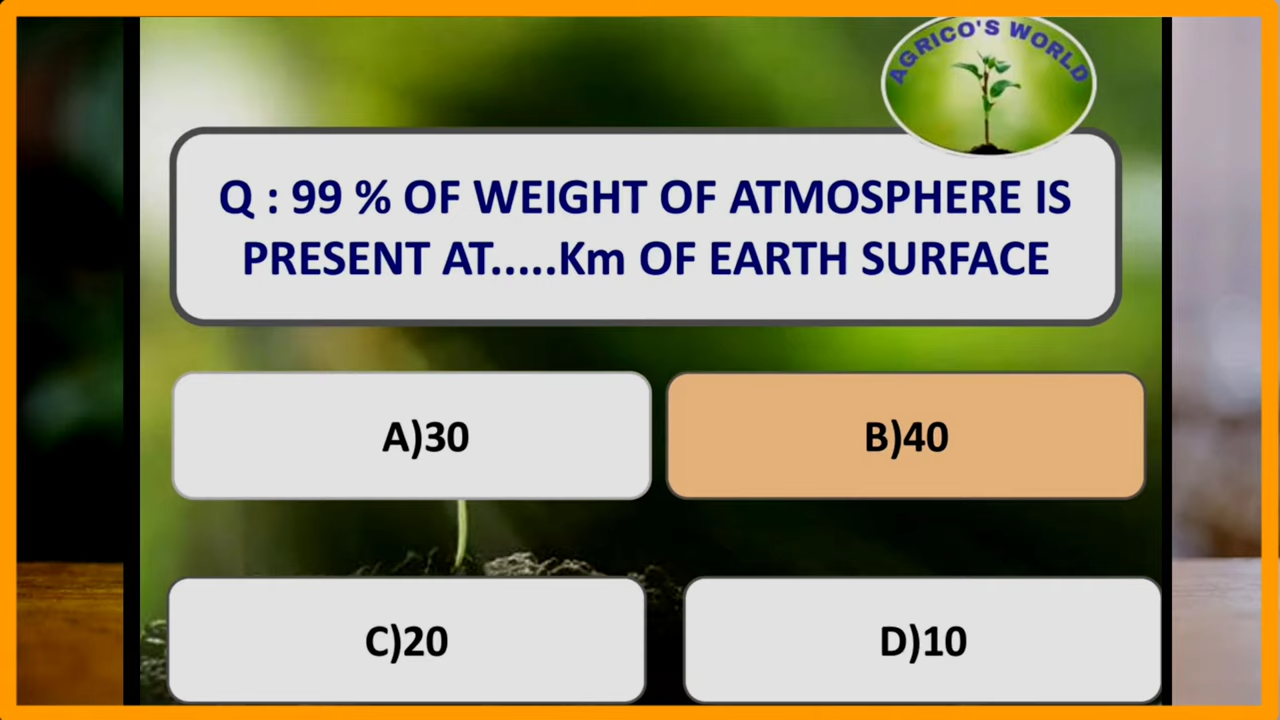 AGRICO'S WORLD
Q : 99 % OF WEIGHT OF ATMOSPHERE IS
PRESENT AT.....Km OF EARTH SURFACE
A)30
B)40
C)20
D)10